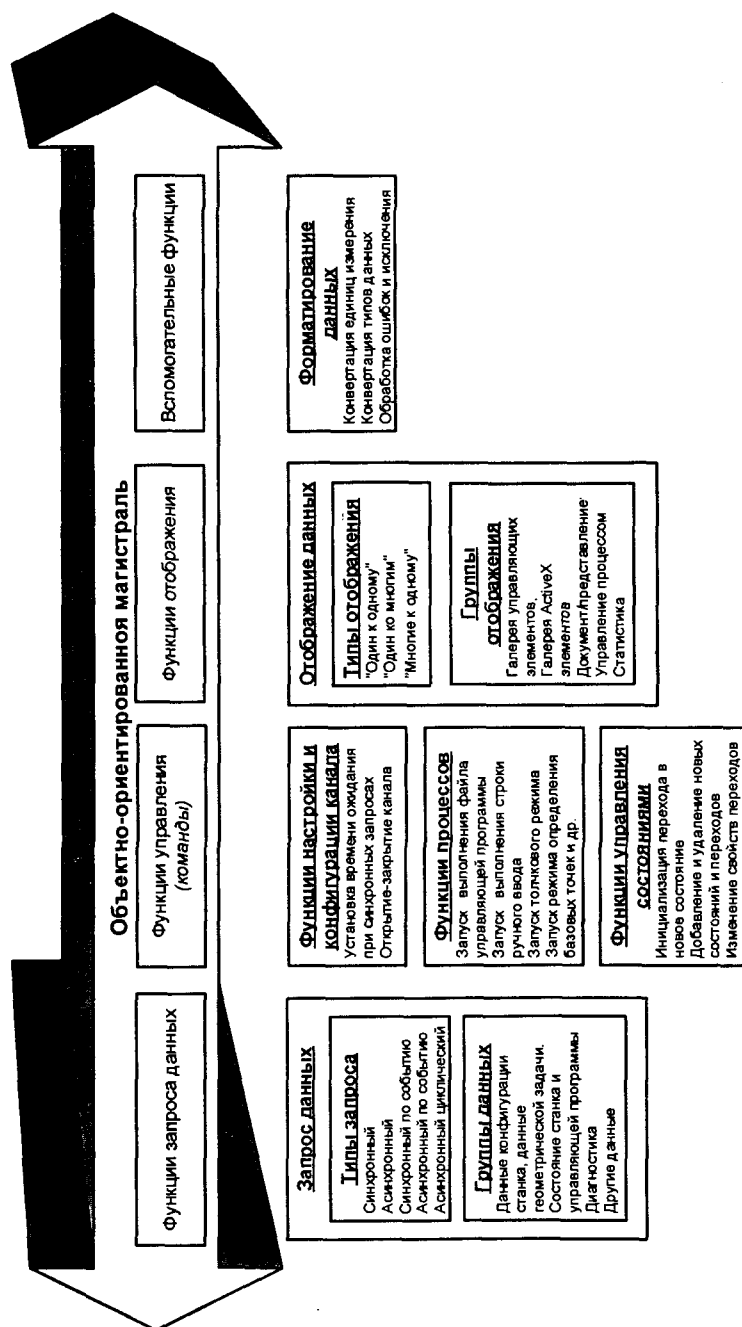 Объектно-ориентированноя магистраль
Функции запроса данных
Функции управления
(команды)
Функции отображения
Вспомогательные функции
Запрос данных
Типы запроса
Синхронный
Асинхронный
Синхронный по событию
Асинхронный по событию
Асинхронный циклический
Группы данных
Данные конфигурации
станка, данные
геометрической задачи.
Состояние станка и
управляющей программы
Диагностика
Другие данные
Функции настройки и
конфигурации канала
Установка времени ожидания
при синхронных запросах
Открытие-закрытие канала
Функции процессов
Запуск выполнения файла
управляющей программы
Запуск выполнения строки
ручного ввода
Запуск толчкового режима
Запуск режима определения
базовых точек и др.
Функции управления
состояниями
Инициализация перехода в
новое состояние
Добавление и удаление новых
состояний и переходов
Изменение свойств переходов
Отображение данных
Типы отображения
"Один к одному"
"Один ко многим"
"Многие к одному"
Группы
отображения
Галерея управляющих
элементов.
Галерея ActiveX
элементов
Документ/представление
Управление процессом
Статистика
Форматирование
данных
Конвертация единиц измерения
Конвертация типов данных
Обработка ошибок и исключения